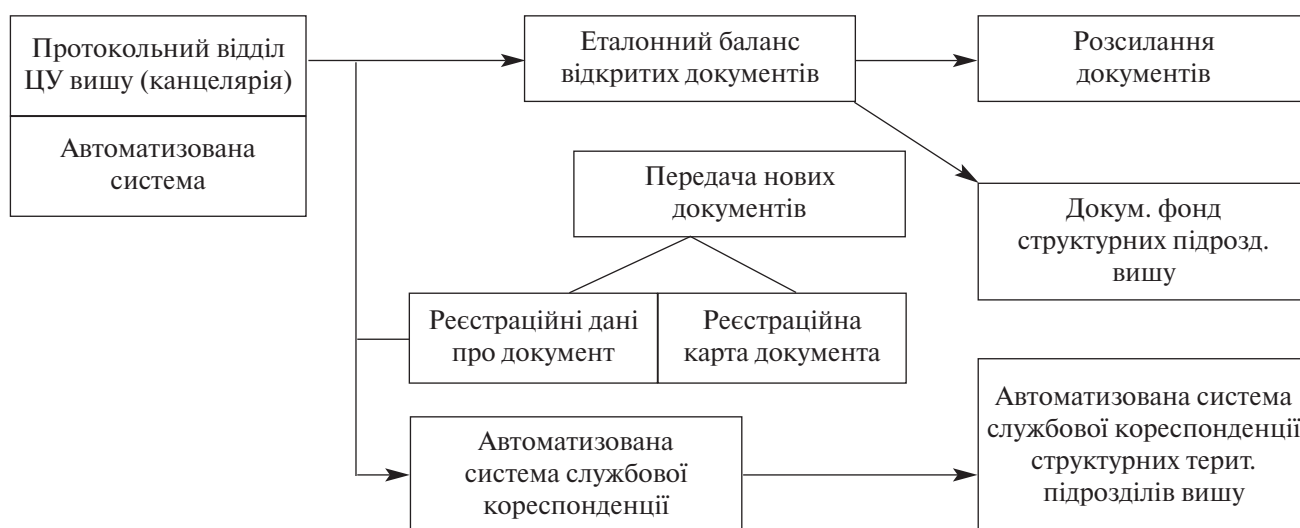 Протокольний відділ
ЦУ вишу (канцелярія)
Автоматизована
система
Еталонний баланс
відкритих документів
Розсилання
документів
Передача нових
документів
Докум. фонд
структурних підрозд.
вишу
Реєстраційні дані
про документ
Реєстраційна
карта документа
Автоматизована
система службової
кореспонденції
Автоматизована система
службової кореспонденції
структурних терит.
підрозділів вишу